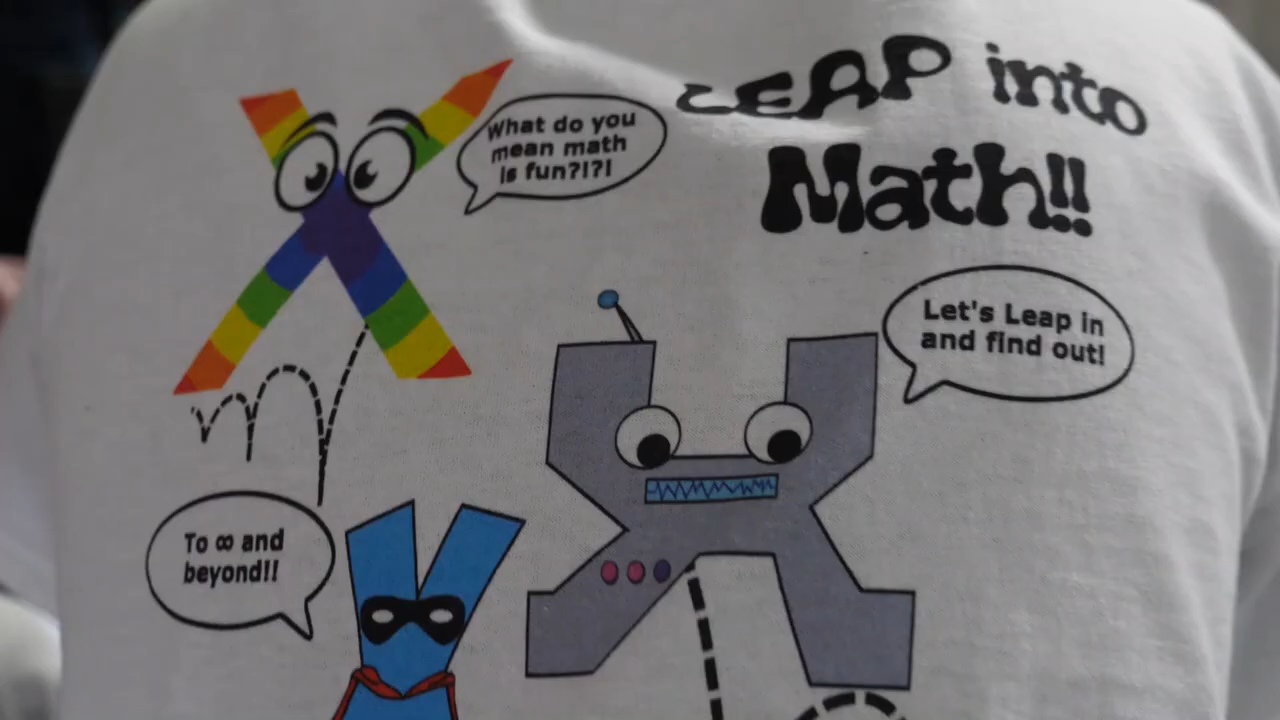 LEAP into
Math!!
What do you
mean math
is fun?!?!
Let's Leap in
and find out!
To ∞ and
beyond!!